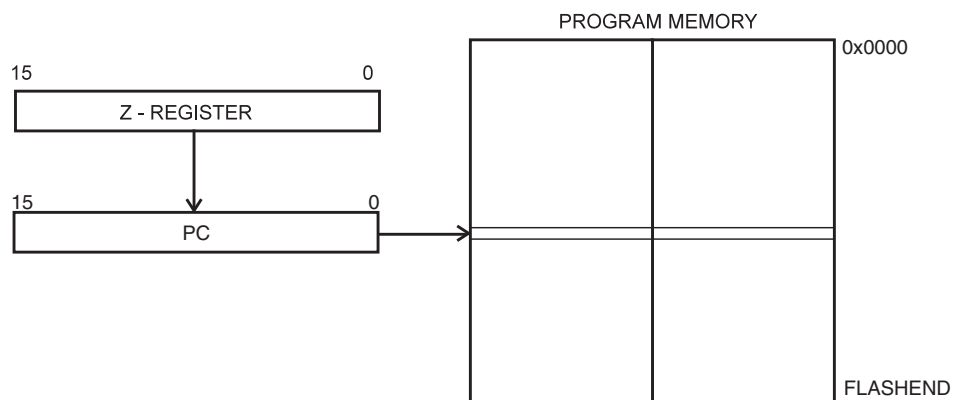 PROGRAM MEMORY
0x0000
15 0
Z - REGISTER
15 0
PC
FLASHEND